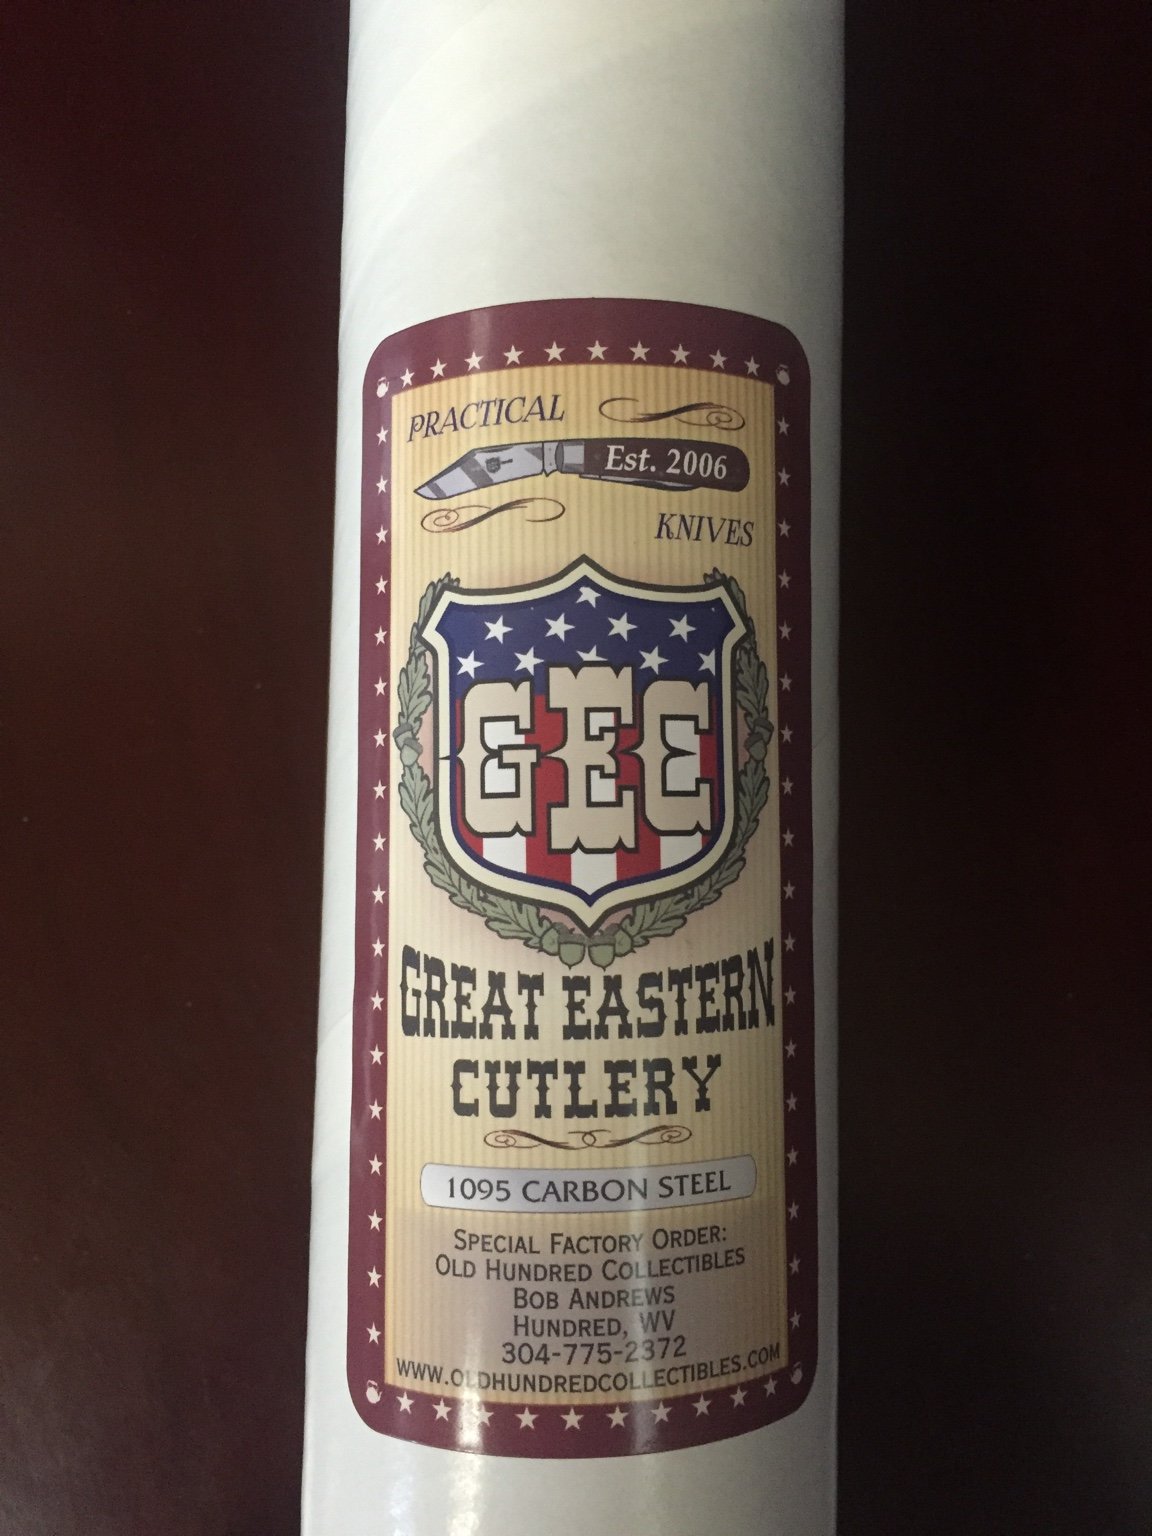 PRACTICAL
Est. 2006
KNIVES
GEC
GREAT EASTERN
CUTLERY
1095 CARBON STEEL
SPECIAL FACTORY ORDER:
OLD HUNDRED COLLECTIBLES
BOB ANDREWS
HUNDRED, WV
304-775-2372
WWW.OLDHUNDREDCOLLECTIBLES.COM